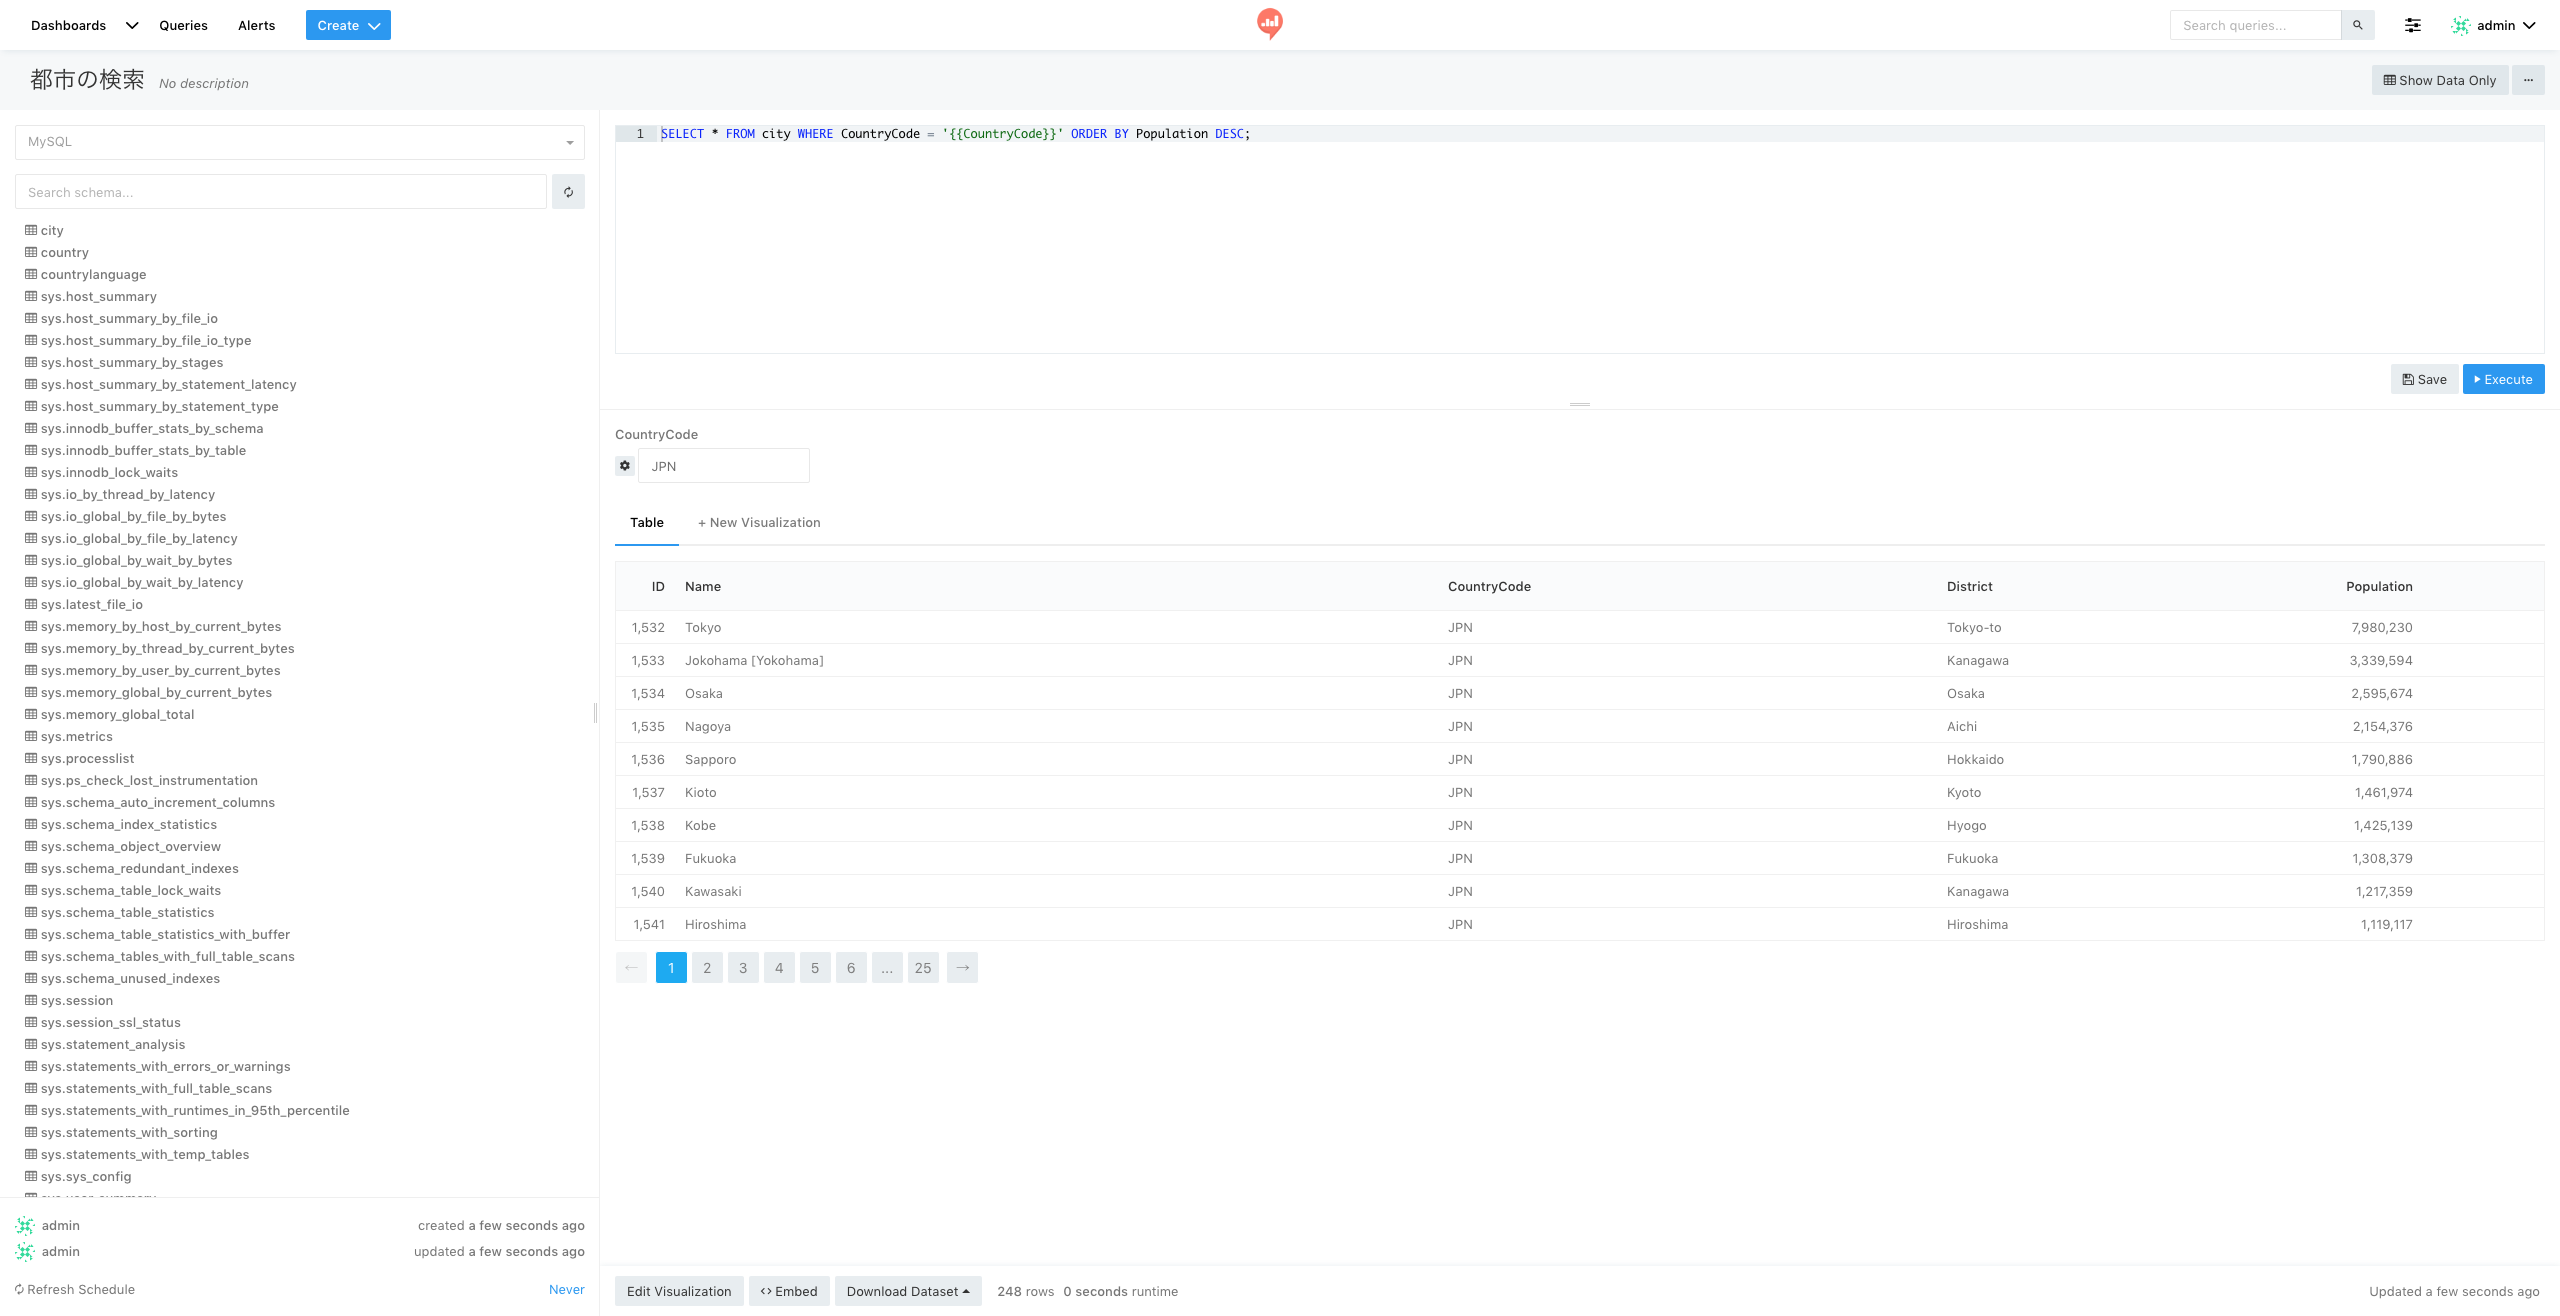 Dashboards Queries Alerts Create Search queries... admin
都市の検索 No description Show Data Only ...
MySQL
Search schema...
city
country
countrylanguage
sys.host_summary
sys.host_summary_by_file_io
sys.host_summary_by_file_io_type
sys.host_summary_by_stages
sys.host_summary_by_statement_latency
sys.host_summary_by_statement_type
sys.innodb_buffer_stats_by_schema
sys.innodb_buffer_stats_by_table
sys.innodb_lock_waits
sys.io_by_thread_by_latency
sys.io_global_by_file_by_bytes
sys.io_global_by_file_by_latency
sys.io_global_by_wait_by_bytes
sys.io_global_by_wait_by_latency
sys.latest_file_io
sys.memory_by_host_by_current_bytes
sys.memory_by_thread_by_current_bytes
sys.memory_by_user_by_current_bytes
sys.memory_global_by_current_bytes
sys.memory_global_total
sys.metrics
sys.processlist
sys.ps_check_lost_instrumentation
sys.schema_auto_increment_columns
sys.schema_index_statistics
sys.schema_object_overview
sys.schema_redundant_indexes
sys.schema_table_lock_waits
sys.schema_table_statistics
sys.schema_table_statistics_with_buffer
sys.schema_tables_with_full_table_scans
sys.schema_unused_indexes
sys.session
sys.session_ssl_status
sys.statement_analysis
sys.statements_with_errors_or_warnings
sys.statements_with_full_table_scans
sys.statements_with_runtimes_in_95th_percentile
sys.statements_with_sorting
sys.statements_with_temp_tables
sys.sys_config
admin created a few seconds ago
admin updated a few seconds ago
Refresh Schedule Never
1 SELECT * FROM city WHERE CountryCode = '{{CountryCode}}' ORDER BY Population DESC;
Save Execute
CountryCode
JPN
Table + New Visualization
ID Name CountryCode District Population
1,532 Tokyo JPN Tokyo-to 7,980,230
1,533 Jokohama [Yokohama] JPN Kanagawa 3,339,594
1,534 Osaka JPN Osaka 2,595,674
1,535 Nagoya JPN Aichi 2,154,376
1,536 Sapporo JPN Hokkaido 1,790,886
1,537 Kioto JPN Kyoto 1,461,974
1,538 Kobe JPN Hyogo 1,425,139
1,539 Fukuoka JPN Fukuoka 1,308,379
1,540 Kawasaki JPN Kanagawa 1,217,359
1,541 Hiroshima JPN Hiroshima 1,119,117
← 1 2 3 4 5 6 ... 25 →
Edit Visualization <> Embed Download Dataset 248 rows 0 seconds runtime Updated a few seconds ago